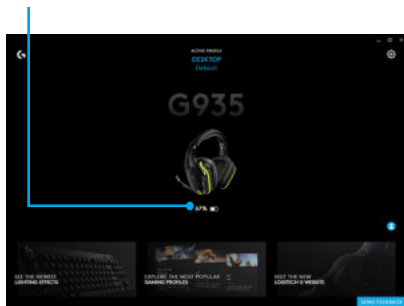 ACTIVE PROFILE
DESKTOP
Default
G935
67%
SEE THE NEWEST
LIGHTING EFFECTS
EXPLORE THE MOST POPULAR
GAMING PROFILES
VISIT THE NEW
LOGITECH G WEBSITE
SEND FEEDBACK